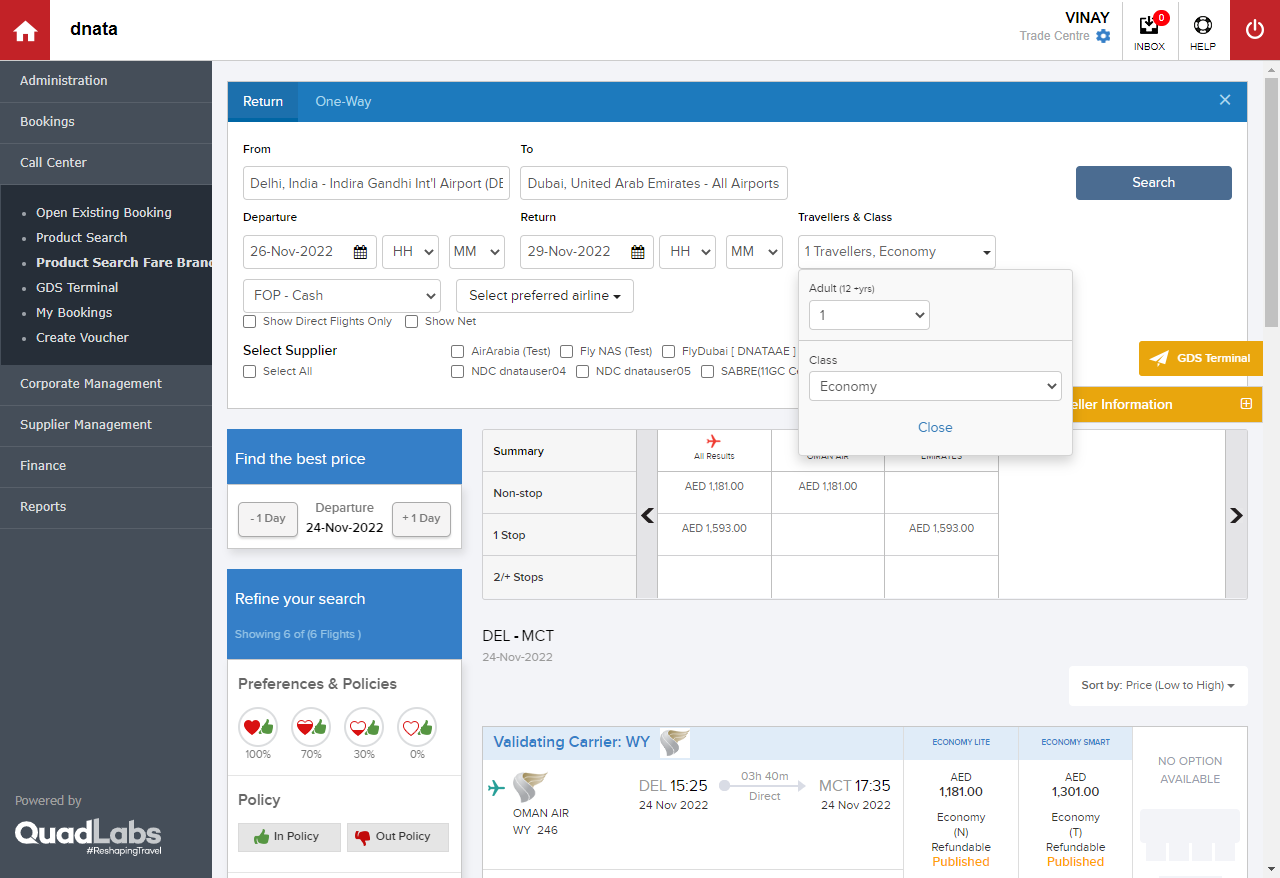 dnata
VINAY
Trade Centre
0
INBOX
HELP
Administration
Bookings
Call Center
Open Existing Booking
Product Search
Product Search Fare Bran
GDS Terminal
My Bookings
Create Voucher
Corporate Management
Supplier Management
Finance
Reports
Powered by
QuadLabs
#ReshapingTravel
Return
One-Way
From
To
Delhi, India - Indira Gandhi Int'l Airport (DE
Dubai, United Arab Emirates - All Airports
Search
Departure
Return
Travellers & Class
26-Nov-2022
HH
MM
29-Nov-2022
HH
MM
1 Travellers, Economy
FOP - Cash
Select preferred airline
Show Direct Flights Only
Show Net
Select Supplier
AirArabia (Test)
Fly NAS (Test)
FlyDubai [ DNATAAE ]
Select All
NDC dnatauser04
NDC dnatauser05
SABRE(11GC C
Adult (12 +yrs)
1
Class
Economy
Close
GDS Terminal
eller Information
Find the best price
- 1 Day
Departure
24-Nov-2022
+ 1 Day
Summary
All Results
OMAN AIR
EMIRATES
Non-stop
AED 1,181.00
AED 1,181.00
1 Stop
AED 1,593.00
AED 1,593.00
2/+ Stops
Refine your search
Showing 6 of (6 Flights )
Preferences & Policies
100%
70%
30%
0%
Policy
In Policy
Out Policy
DEL - MCT
24-Nov-2022
Sort by: Price (Low to High)
Validating Carrier: WY
ECONOMY LITE
ECONOMY SMART
OMAN AIR
WY 246
DEL 15:25
24 Nov 2022
03h 40m
Direct
MCT 17:35
24 Nov 2022
AED
1,181.00
Economy
(N)
Refundable
Published
AED
1,301.00
Economy
(T)
Refundable
Published
NO OPTION
AVAILABLE